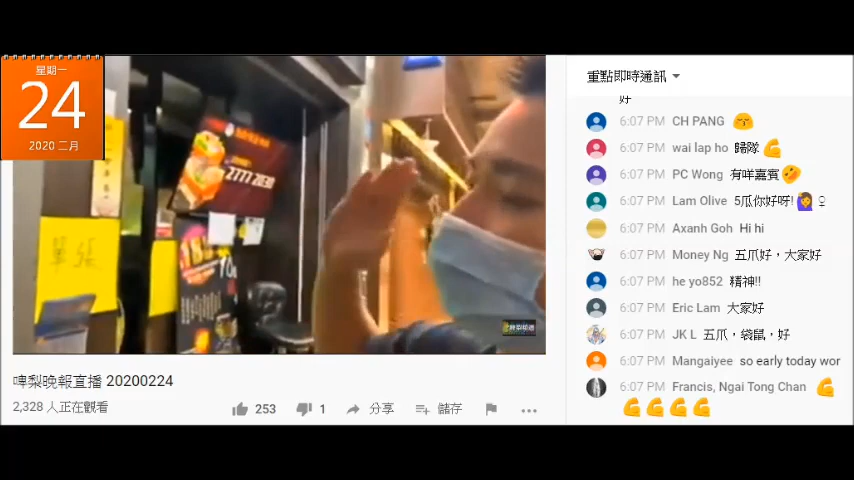 星期一
24
2020 二月
2777 2030
單張
啤梨晚報直播 20200224
2,328 人正在觀看
253
1
分享
儲存
重點即時通訊
好
6:07 PM CH PANG 😚
6:07 PM wai lap ho 歸隊💪
6:07 PM PC Wong 有咩嘉賓🤣
6:07 PM Lam Olive 5瓜你好呀!🙋‍♀
6:07 PM Axanh Goh Hi hi
6:07 PM Money Ng 五爪好，大家好
6:07 PM he yo852 精神!!
6:07 PM Eric Lam 大家好
6:07 PM JK L 五爪，袋鼠，好
6:07 PM Mangaiyee so early today wor
6:07 PM Francis, Ngai Tong Chan 💪
💪💪💪💪